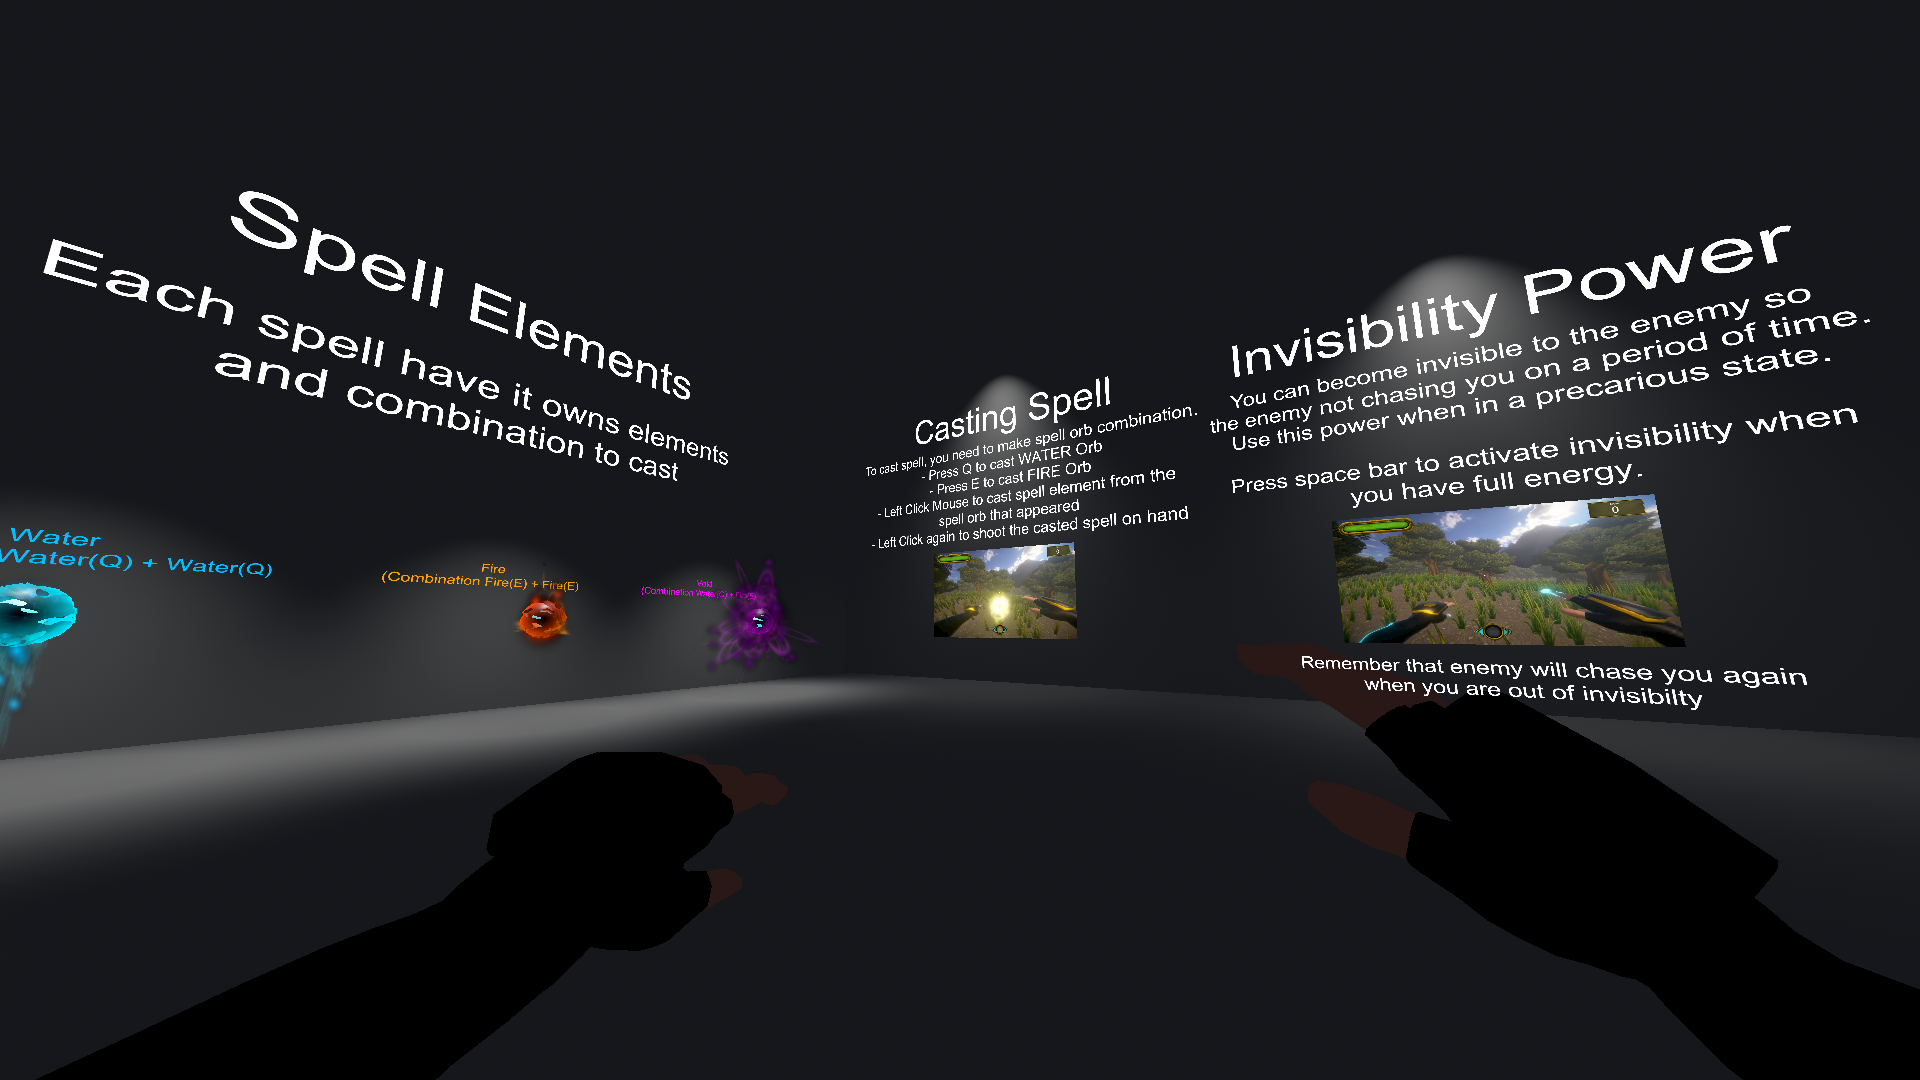 Spell Elements
Each spell have it owns elements
and combination to cast
Water
Water(Q) + Water(Q)
Fire
(Combination Fire(E) + Fire(E)
Void
(Combination Water(Q) + Fire(E)
Casting Spell
To cast spell, you need to make spell orb combination.
- Press Q to cast WATER Orb
- Press E to cast FIRE Orb
- Left Click Mouse to cast spell element from the
spell orb that appeared
- Left Click again to shoot the casted spell on hand
0
Invisibility Power
You can become invisible to the enemy so
the enemy not chasing you on a period of time.
Use this power when in a precarious state.
Press space bar to activate invisibility when
you have full energy.
0
Remember that enemy will chase you again
when you are out of invisibilty